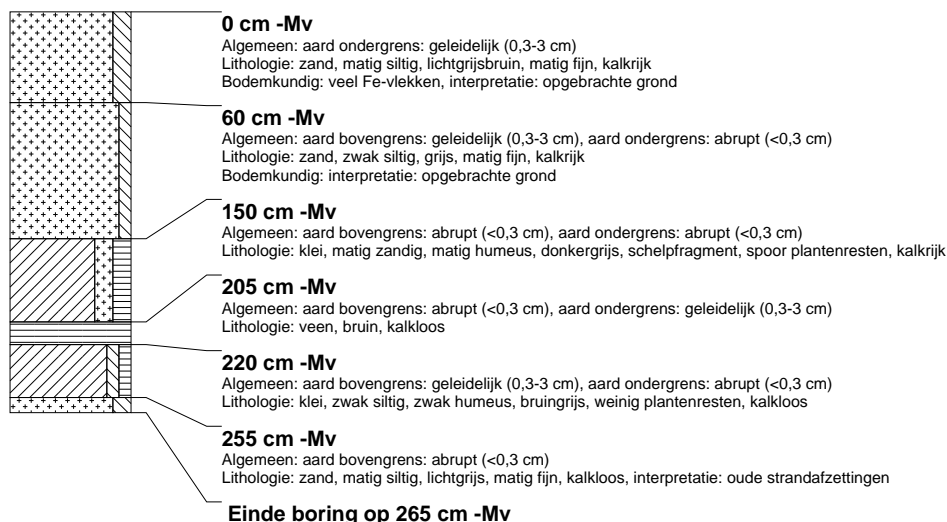 0 cm -Mv
Algemeen: aard ondergrens: geleidelijk (0,3-3 cm)
Lithologie: zand, matig siltig, lichtgrijsbruin, matig fijn, kalkrijk
Bodemkundig: veel Fe-vlekken, interpretatie: opgebrachte grond
60 cm -Mv
Algemeen: aard bovengrens: geleidelijk (0,3-3 cm), aard ondergrens: abrupt (<0,3 cm)
Lithologie: zand, zwak siltig, grijs, matig fijn, kalkrijk
Bodemkundig: interpretatie: opgebrachte grond
150 cm -Mv
Algemeen: aard bovengrens: abrupt (<0,3 cm), aard ondergrens: abrupt (<0,3 cm)
Lithologie: klei, matig zandig, matig humeus, donkergrijs, schelpfragment, spoor plantenresten, kalkrijk
205 cm -Mv
Algemeen: aard bovengrens: abrupt (<0,3 cm), aard ondergrens: geleidelijk (0,3-3 cm)
Lithologie: veen, bruin, kalkloos
220 cm -Mv
Algemeen: aard bovengrens: geleidelijk (0,3-3 cm), aard ondergrens: abrupt (<0,3 cm)
Lithologie: klei, zwak siltig, zwak humeus, bruingrijs, weinig plantenresten, kalkloos
255 cm -Mv
Algemeen: aard bovengrens: abrupt (<0,3 cm)
Lithologie: zand, matig siltig, lichtgrijs, matig fijn, kalkloos, interpretatie: oude strandafzettingen
Einde boring op 265 cm -Mv